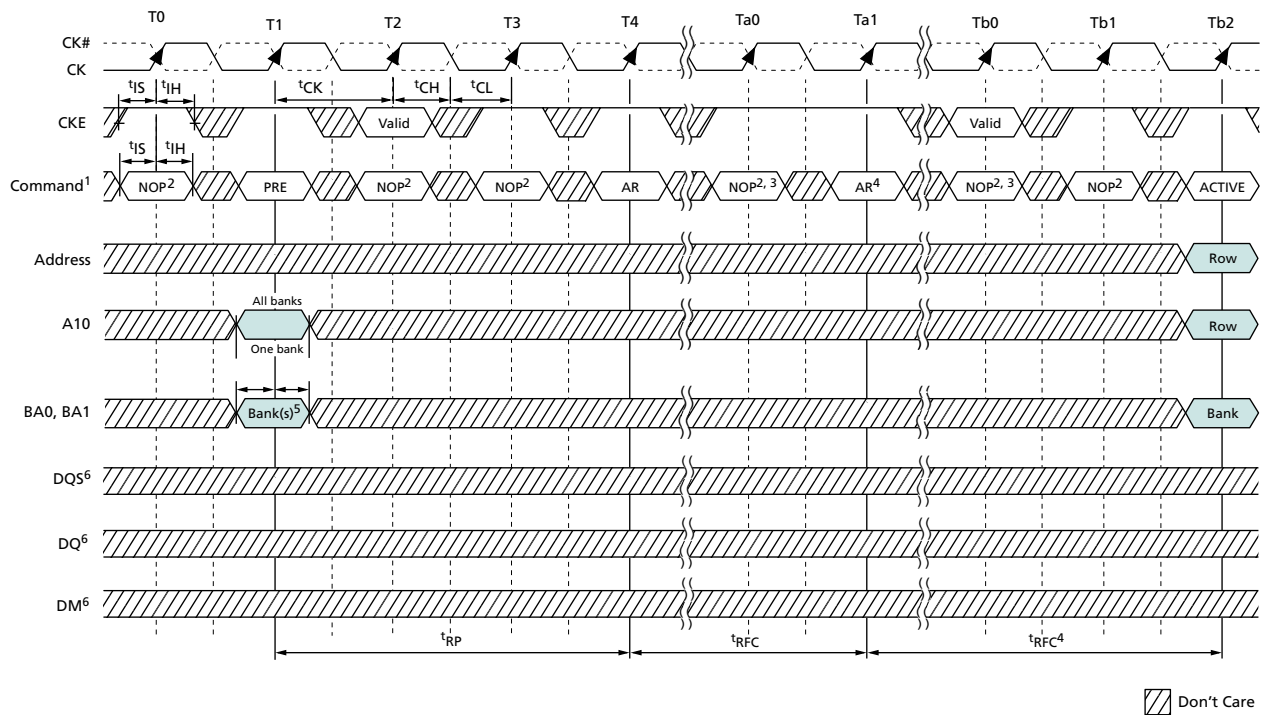 T0 T1 T2 T3 T4 Ta0 Ta1 Tb0 Tb1 Tb2
CK#
CK
tIS tIH tCK tCH tCL
CKE Valid Valid
tIS tIH
Command1 NOP2 PRE NOP2 NOP2 AR NOP2, 3 AR4 NOP2, 3 NOP2 ACTIVE
Address Row
All banks
A10 Row
One bank
BA0, BA1 Bank(s)5 Bank
DQS6
DQ6
DM6
tRP tRFC tRFC4
Don't Care